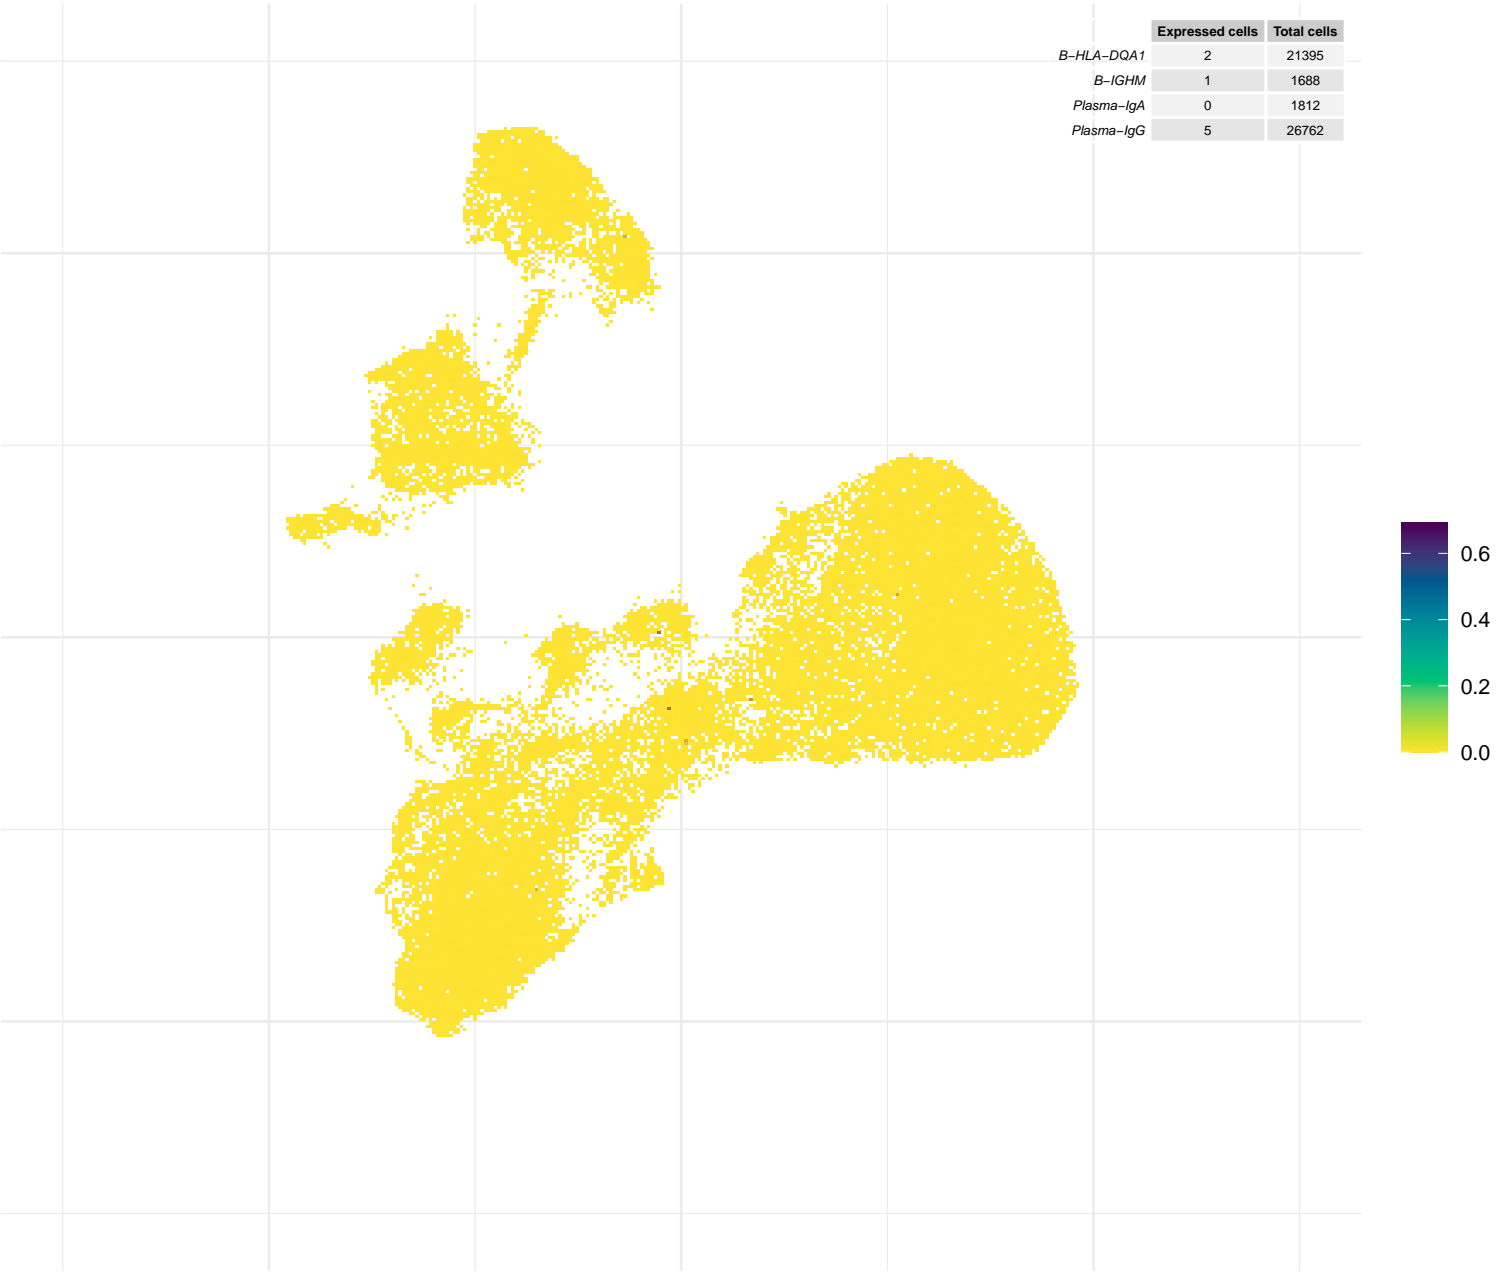 Expressed cells Total cells
B−HLA−DQA1 2 21395
B−IGHM 1 1688
Plasma−IgA 0 1812
Plasma−IgG 5 26762
0.6
0.4
0.2
0.0